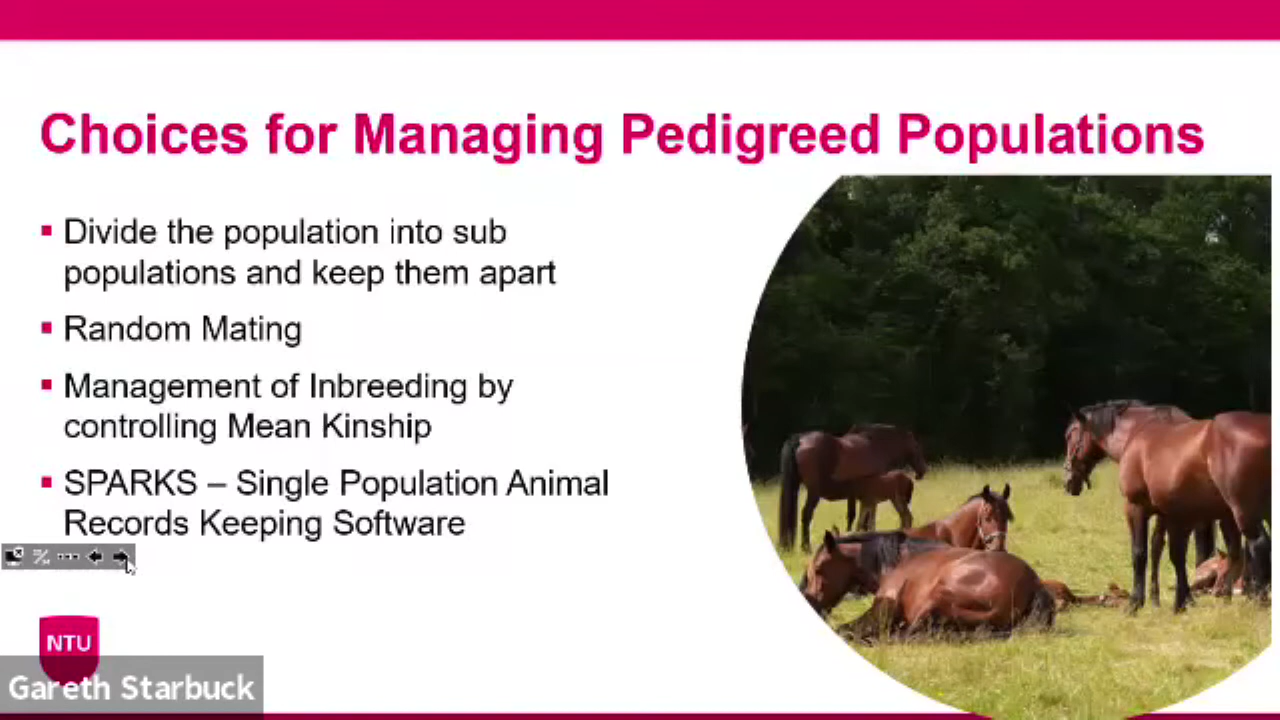 Choices for Managing Pedigreed Populations
Divide the population into sub
populations and keep them apart
Random Mating
Management of Inbreeding by
controlling Mean Kinship
SPARKS – Single Population Animal
Records Keeping Software
NTU
Gareth Starbuck